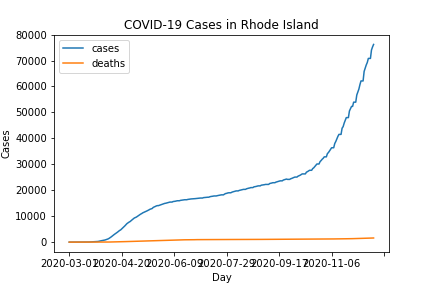 COVID-19 Cases in Rhode Island
cases
deaths
80000
70000
60000
50000
40000
30000
20000
10000
0
Cases
2020-03-01 2020-04-20 2020-06-09 2020-07-29 2020-09-17 2020-11-06
Day